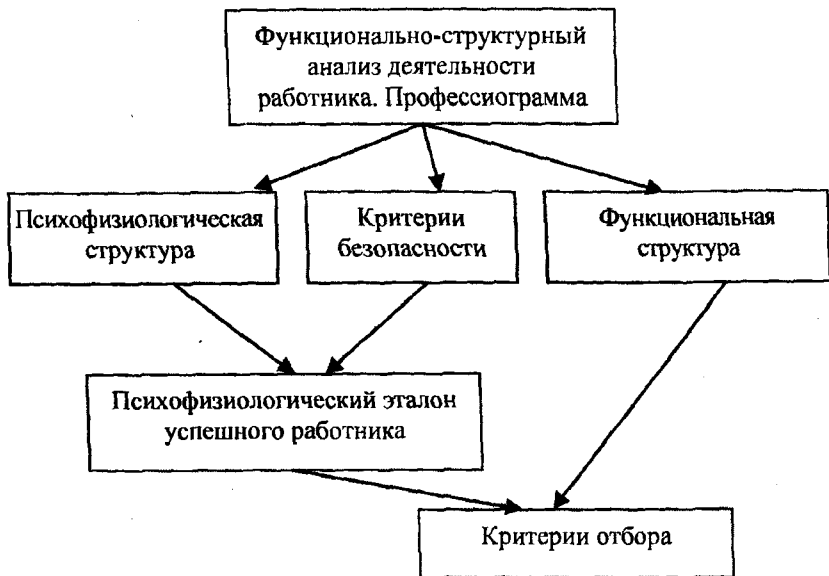 Функционально-структурный
анализ деятельности
работника. Профессиограмма
Психофизиологическая
структура
Критерии
безопасности
Функциональная
структура
Психофизиологический эталон
успешного работника
Критерии отбора